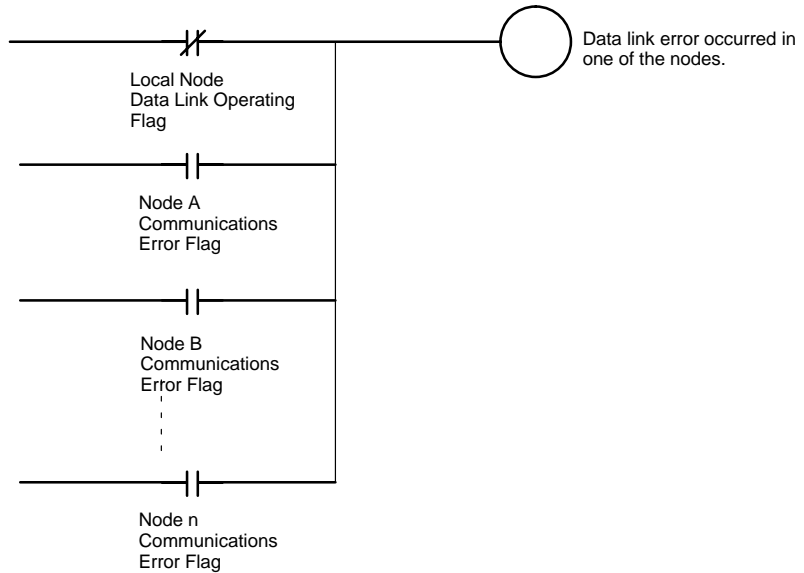 Data link error occurred in
one of the nodes.
Local Node
Data Link Operating
Flag
Node A
Communications
Error Flag
Node B
Communications
Error Flag
Node n
Communications
Error Flag